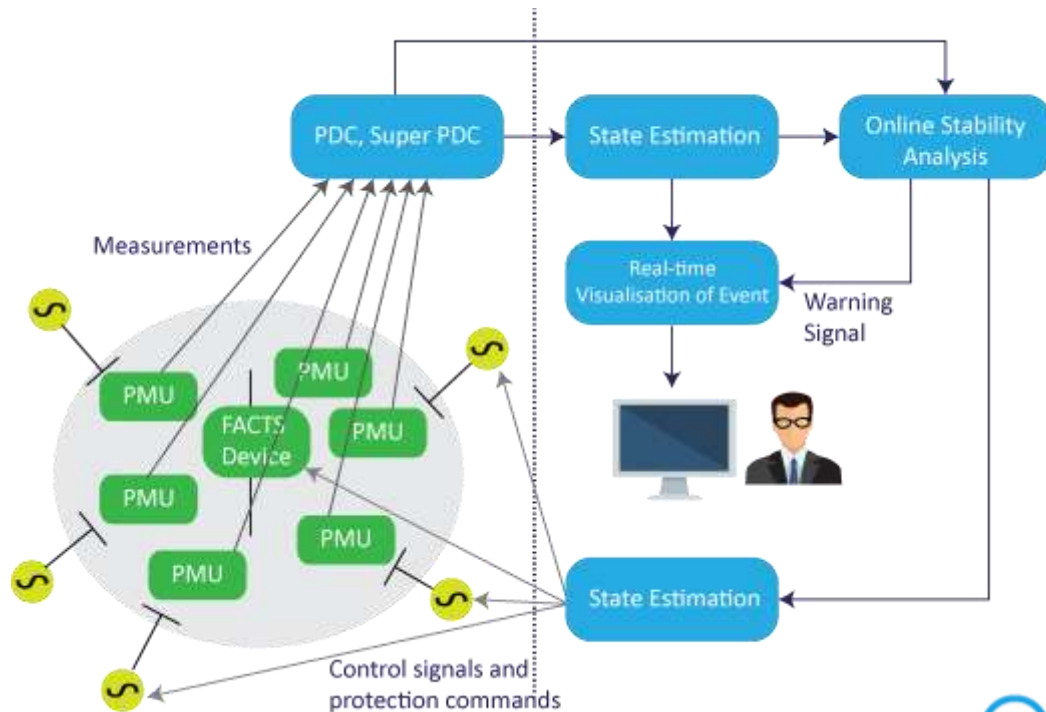 PDC, Super PDC
State Estimation
Online Stability
Analysis
Measurements
Real-time
Visualisation of Event
Warning
Signal
PMU
PMU
FACTS
Device
PMU
PMU
PMU
PMU
State Estimation
Control signals and
protection commands